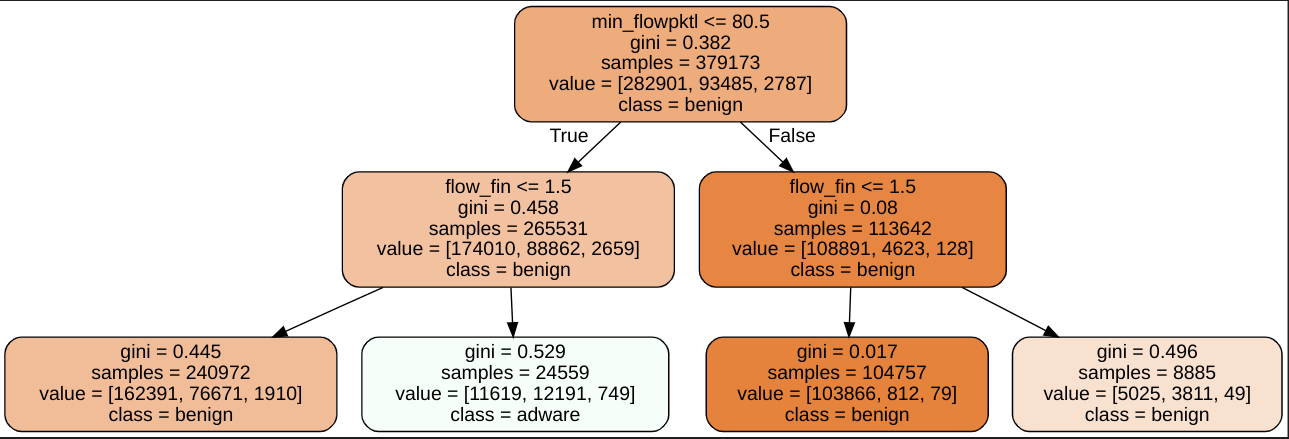 min_flowpktl <= 80.5
gini = 0.382
samples = 379173
value = [282901, 93485, 2787]
class = benign
True
False
flow_fin <= 1.5
gini = 0.458
samples = 265531
value = [174010, 88862, 2659]
class = benign
flow_fin <= 1.5
gini = 0.08
samples = 113642
value = [108891, 4623, 128]
class = benign
gini = 0.445
samples = 240972
value = [162391, 76671, 1910]
class = benign
gini = 0.529
samples = 24559
value = [11619, 12191, 749]
class = adware
gini = 0.017
samples = 104757
value = [103866, 812, 79]
class = benign
gini = 0.496
samples = 8885
value = [5025, 3811, 49]
class = benign